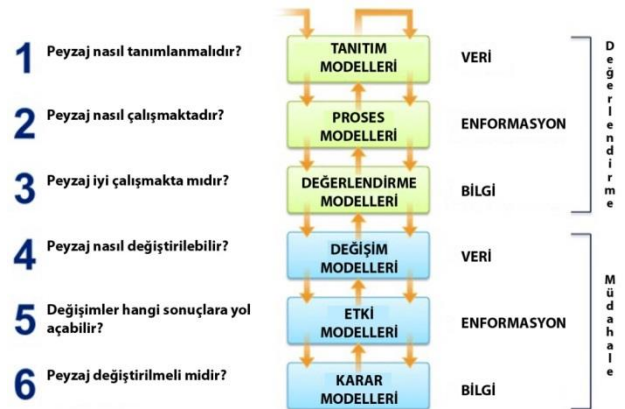 1 Peyzaj nasıl tanımlanmalıdır?
TANITIM
MODELLERİ
VERİ
2 Peyzaj nasıl çalışmaktadır?
PROSES
MODELLERİ
ENFORMASYON
3 Peyzaj iyi çalışmakta mıdır?
DEĞERLENDİRME
MODELLERİ
BİLGİ
Değerlendirme
4 Peyzaj nasıl değiştirilebilir?
DEĞİŞİM
MODELLERİ
VERİ
5 Değişimler hangi sonuçlara yol
açabilir?
ETKİ
MODELLERİ
ENFORMASYON
6 Peyzaj değiştirilmeli midir?
KARAR
MODELLERİ
BİLGİ
Müdahale